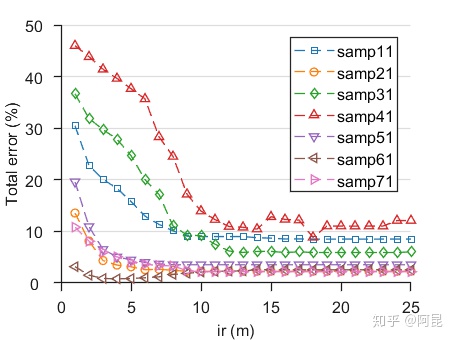 50
40
30
20
10
0
Total error (%)
samp11
samp21
samp31
samp41
samp51
samp61
samp71
0 5 10 15 20 25
ir (m)
知乎 @阿昆